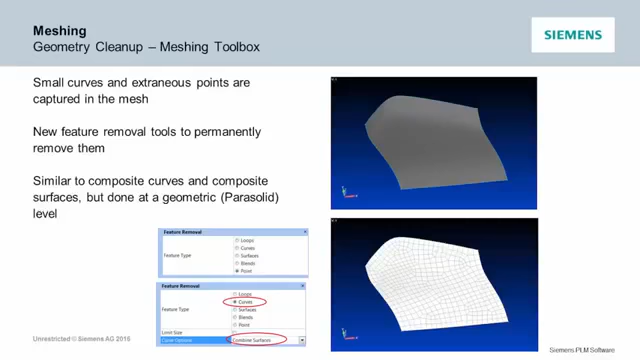 Meshing
Geometry Cleanup – Meshing Toolbox
SIEMENS
Small curves and extraneous points are
captured in the mesh
New feature removal tools to permanently
remove them
Similar to composite curves and composite
surfaces, but done at a geometric (Parasolid)
level
Feature Removal
Feature Type
Loops
Curves
Surfaces
Blends
Point
Feature Removal
Feature Type
Loops
Curves
Surfaces
Blends
Point
Limit Size
Curve Options
Combine Surfaces
Unrestricted © Siemens AG 2016
Siemens PLM Software